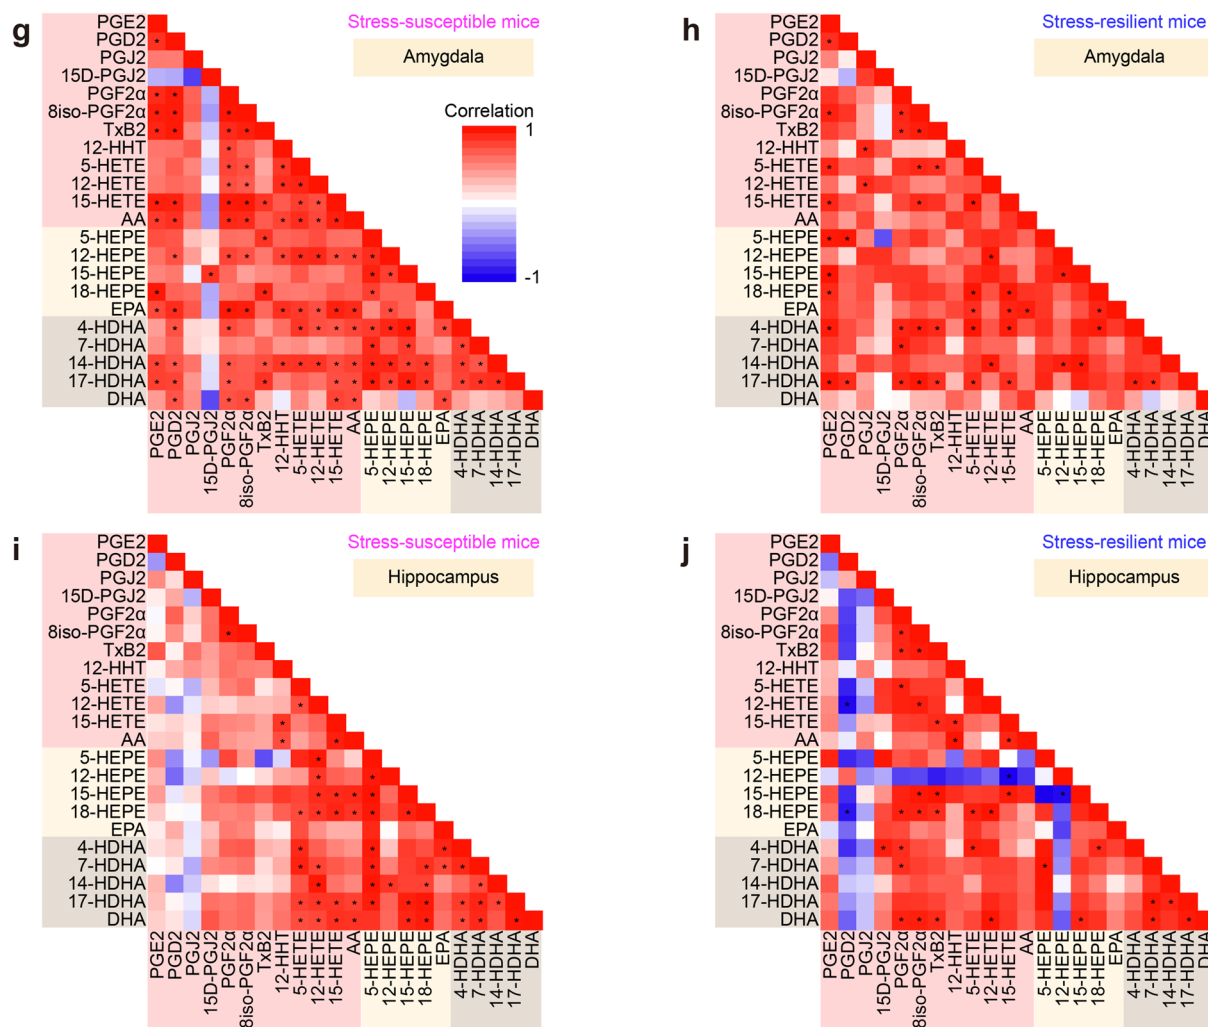 g
Stress-susceptible mice
Amygdala
Correlation
1
-1
PGE2
PGD2
PGJ2
15D-PGJ2
PGF2α
8iso-PGF2α
TxB2
12-HHT
5-HETE
12-HETE
15-HETE
AA
5-HEPE
12-HEPE
15-HEPE
18-HEPE
EPA
4-HDHA
7-HDHA
14-HDHA
17-HDHA
DHA
PGE2
PGD2
PGJ2
15D-PGJ2
PGF2α
8iso-PGF2α
TxB2
12-HHT
5-HETE
12-HETE
15-HETE
AA
5-HEPE
12-HEPE
15-HEPE
18-HEPE
EPA
4-HDHA
7-HDHA
14-HDHA
17-HDHA
DHA
h
Stress-resilient mice
Amygdala
PGE2
PGD2
PGJ2
15D-PGJ2
PGF2α
8iso-PGF2α
TxB2
12-HHT
5-HETE
12-HETE
15-HETE
AA
5-HEPE
12-HEPE
15-HEPE
18-HEPE
EPA
4-HDHA
7-HDHA
14-HDHA
17-HDHA
DHA
PGE2
PGD2
PGJ2
15D-PGJ2
PGF2α
8iso-PGF2α
TxB2
12-HHT
5-HETE
12-HETE
15-HETE
AA
5-HEPE
12-HEPE
15-HEPE
18-HEPE
EPA
4-HDHA
7-HDHA
14-HDHA
17-HDHA
DHA
i
Stress-susceptible mice
Hippocampus
PGE2
PGD2
PGJ2
15D-PGJ2
PGF2α
8iso-PGF2α
TxB2
12-HHT
5-HETE
12-HETE
15-HETE
AA
5-HEPE
12-HEPE
15-HEPE
18-HEPE
EPA
4-HDHA
7-HDHA
14-HDHA
17-HDHA
DHA
PGE2
PGD2
PGJ2
15D-PGJ2
PGF2α
8iso-PGF2α
TxB2
12-HHT
5-HETE
12-HETE
15-HETE
AA
5-HEPE
12-HEPE
15-HEPE
18-HEPE
EPA
4-HDHA
7-HDHA
14-HDHA
17-HDHA
DHA
j
Stress-resilient mice
Hippocampus
PGE2
PGD2
PGJ2
15D-PGJ2
PGF2α
8iso-PGF2α
TxB2
12-HHT
5-HETE
12-HETE
15-HETE
AA
5-HEPE
12-HEPE
15-HEPE
18-HEPE
EPA
4-HDHA
7-HDHA
14-HDHA
17-HDHA
DHA
PGE2
PGD2
PGJ2
15D-PGJ2
PGF2α
8iso-PGF2α
TxB2
12-HHT
5-HETE
12-HETE
15-HETE
AA
5-HEPE
12-HEPE
15-HEPE
18-HEPE
EPA
4-HDHA
7-HDHA
14-HDHA
17-HDHA
DHA